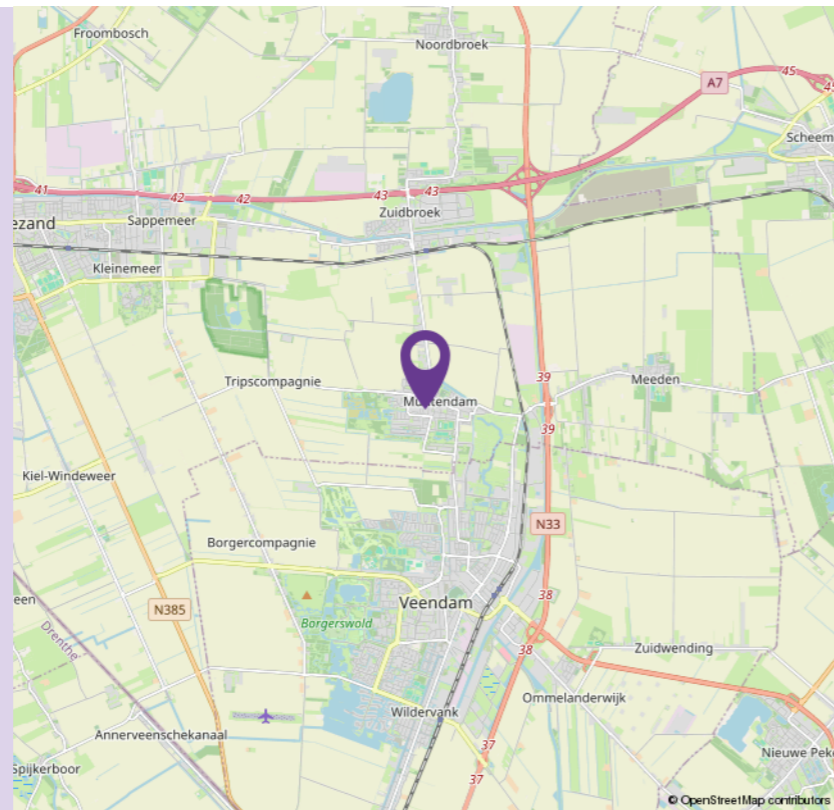 Froombosch
Noordbroek
45
A7
45
Scheem
41
42
42
43
43
Zuidbroek
ezand
Sappemeer
Kleinemeer
39
Tripscompagnie
Meeden
39
Kiel-Windeweer
N33
Borgercompagnie
38
Veendam
N385
Borgerswold
een
Drenthe
38
Zuidwending
Ommelanderwijk
Wildervank
Annerveenschekanaal
37
Nieuwe Peke
Spijkerboor
37
© OpenStreetMap contributors